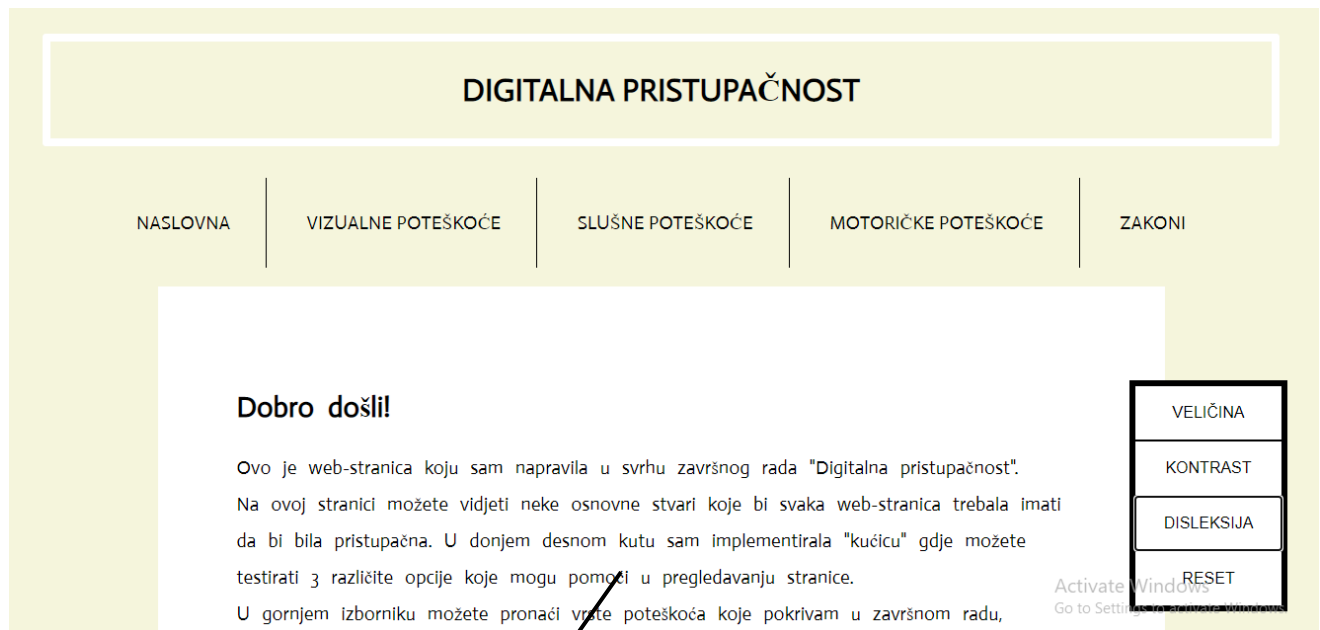 DIGITALNA PRISTUPAČNOST
NASLOVNA VIZUALNE POTEŠKOĆE SLUŠNE POTEŠKOĆE MOTORIČKE POTEŠKOĆE ZAKONI
Dobro došli!
Ovo je web-stranica koju sam napravila u svrhu završnog rada "Digitalna pristupačnost".
Na ovoj stranici možete vidjeti neke osnovne stvari koje bi svaka web-stranica trebala imati
da bi bila pristupačna. U donjem desnom kutu sam implementirala "kućicu" gdje možete
testirati 3 različite opcije koje mogu pomoći u pregledavanju stranice.
U gornjem izborniku možete pronaći vrste poteškoća koje pokrivam u završnom radu,
VELIČINA
KONTRAST
DISLEKSIJA
RESET
Activate Windows
Go to Settings to activate Windows.